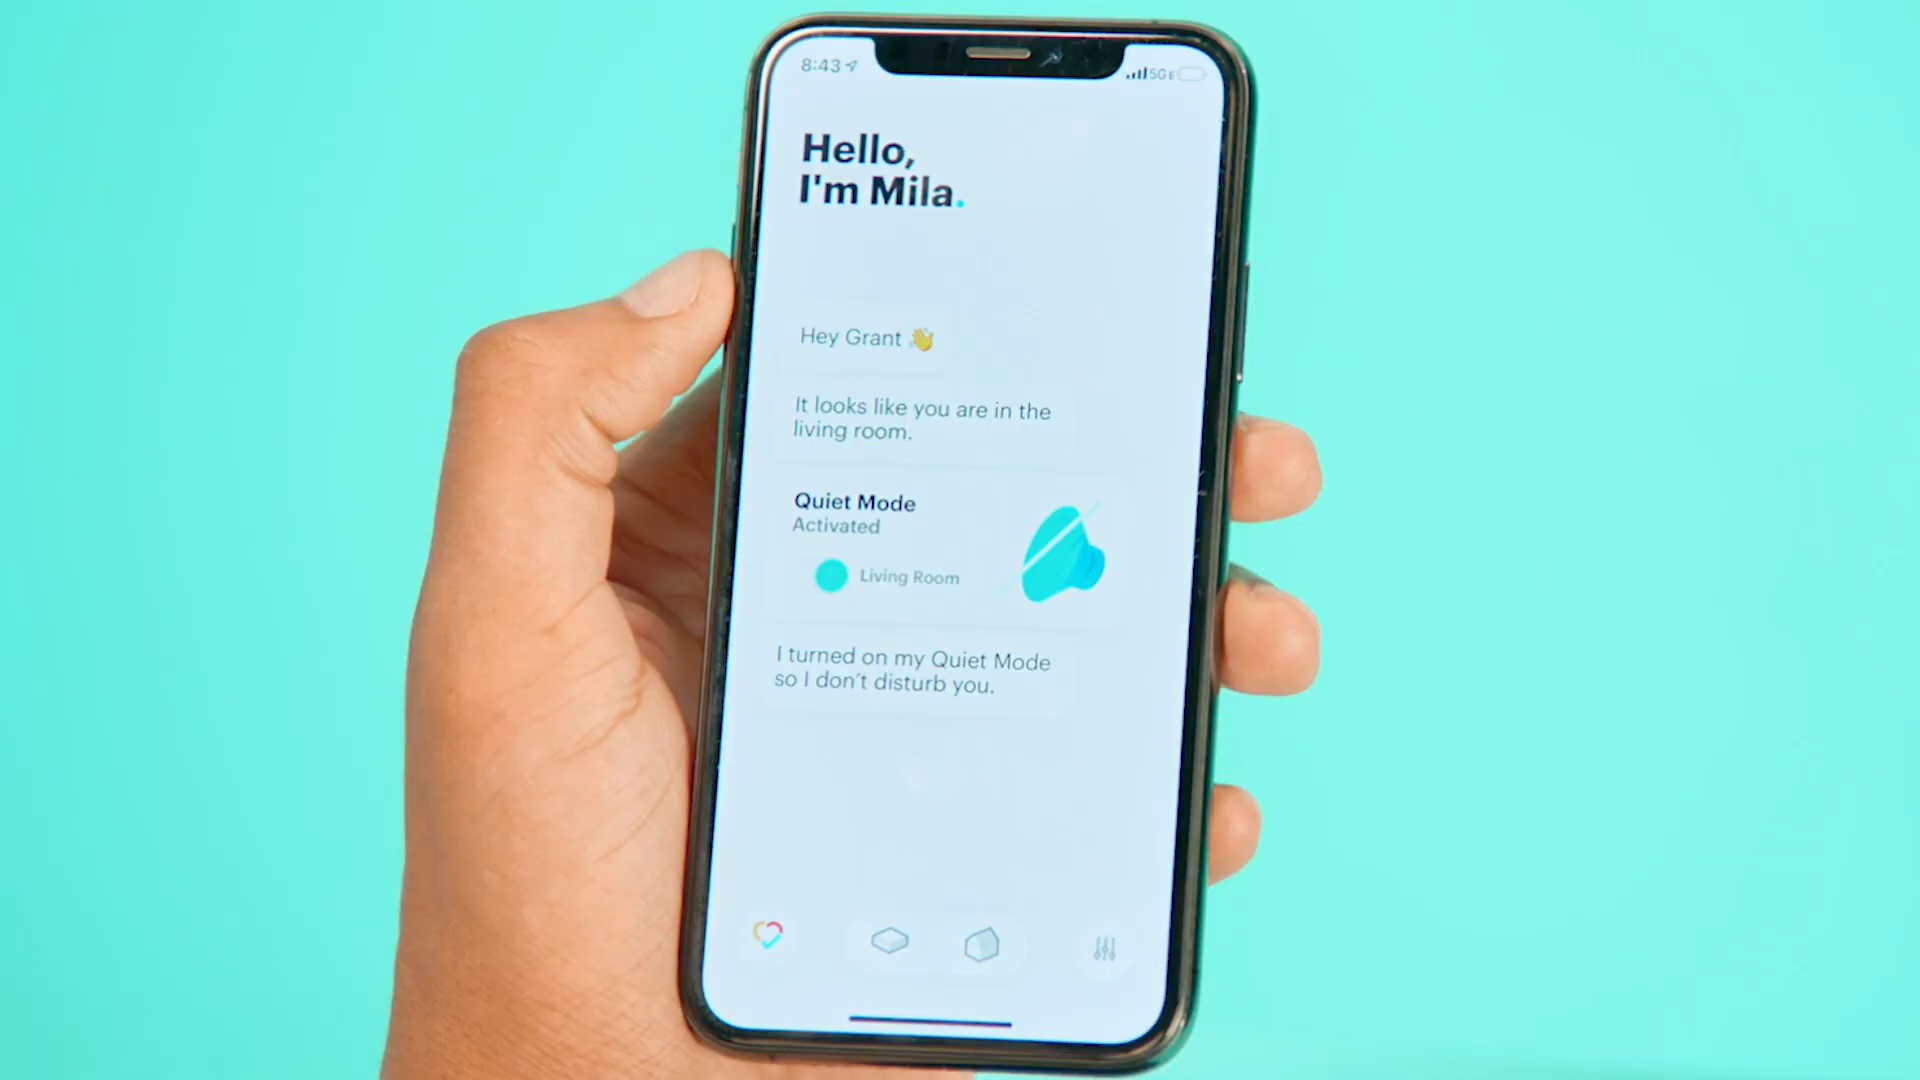 8:43
5GE
Hello,
I'm Mila.
Hey Grant 👋
It looks like you are in the
living room.
Quiet Mode
Activated
Living Room
I turned on my Quiet Mode
so I don't disturb you.